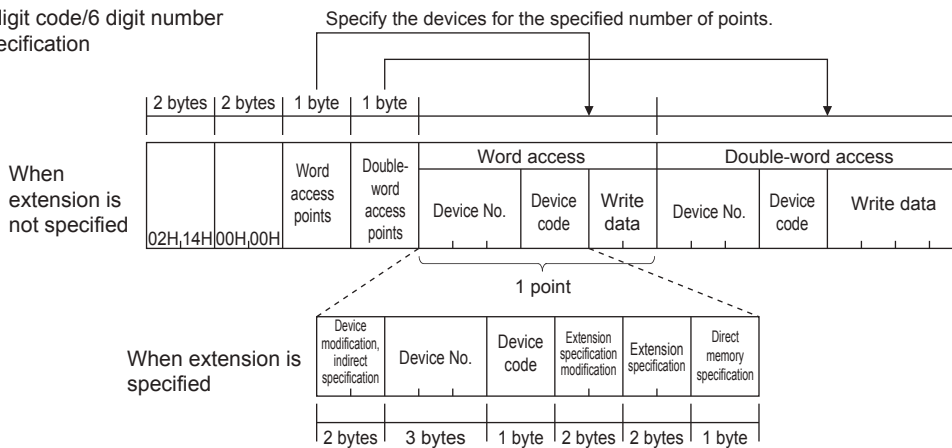 digit code/6 digit number
ecification
Specify the devices for the specified number of points.
2 bytes 2 bytes 1 byte 1 byte
When
extension is
not specified
02H,14H 00H,00H
Word
access
points
Double-
word
access
points
Word access
Device No.
Device
code
Write
data
Double-word access
Device No.
Device
code
Write data
1 point
When extension is
specified
Device
modification,
indirect
specification
Device No.
Device
code
Extension
specification
modification
Extension
specification
Direct
memory
specification
2 bytes 3 bytes 1 byte 2 bytes 2 bytes 1 byte